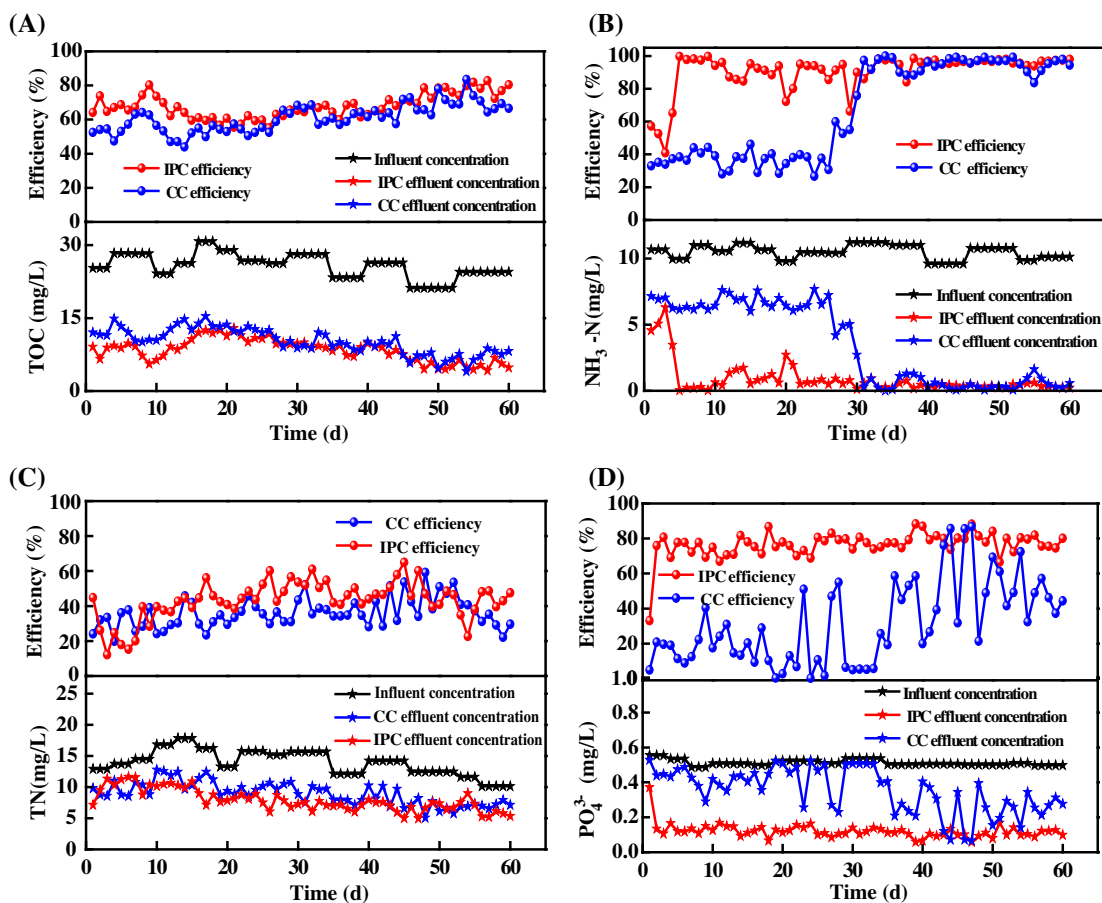 (A)
100
80
60
40
20
0
Efficiency (%)
IPC efficiency
CC efficiency
Influent concentration
IPC effluent concentration
CC effluent concentration
30
15
0
TOC (mg/L)
0 10 20 30 40 50 60
Time (d)
(B)
100
80
60
40
20
0
Efficiency (%)
IPC efficiency
CC efficiency
10
5
0
NH3 -N(mg/L)
Influent concentration
IPC effluent concentration
CC effluent concentration
0 10 20 30 40 50 60
Time (d)
(C)
100
80
60
40
20
0
Efficiency (%)
CC efficiency
IPC efficiency
25
20
15
10
5
0
TN(mg/L)
Influent concentration
CC effluent concentration
IPC effluent concentration
0 10 20 30 40 50 60
Time (d)
(D)
100
80
60
40
20
1.0
Efficiency (%)
IPC efficiency
CC efficiency
0.8
0.6
0.4
0.2
0.0
PO4 3- (mg/L)
Influent concentration
IPC effluent concentration
CC effluent concentration
0 10 20 30 40 50 60
Time (d)